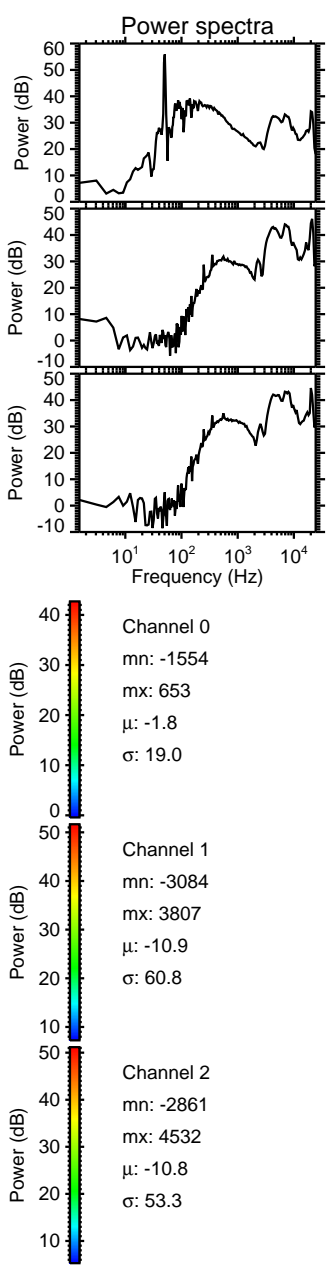 Power spectra
60
50
40
30
20
10
0
Power (dB)
50
40
30
20
10
0
-10
Power (dB)
50
40
30
20
10
0
-10
Power (dB)
10¹ 10² 10³ 10⁴
Frequency (Hz)
40
30
20
10
0
Power (dB)
Channel 0
mn: -1554
mx: 653
μ: -1.8
σ: 19.0
50
40
30
20
10
Power (dB)
Channel 1
mn: -3084
mx: 3807
μ: -10.9
σ: 60.8
50
40
30
20
10
Power (dB)
Channel 2
mn: -2861
mx: 4532
μ: -10.8
σ: 53.3